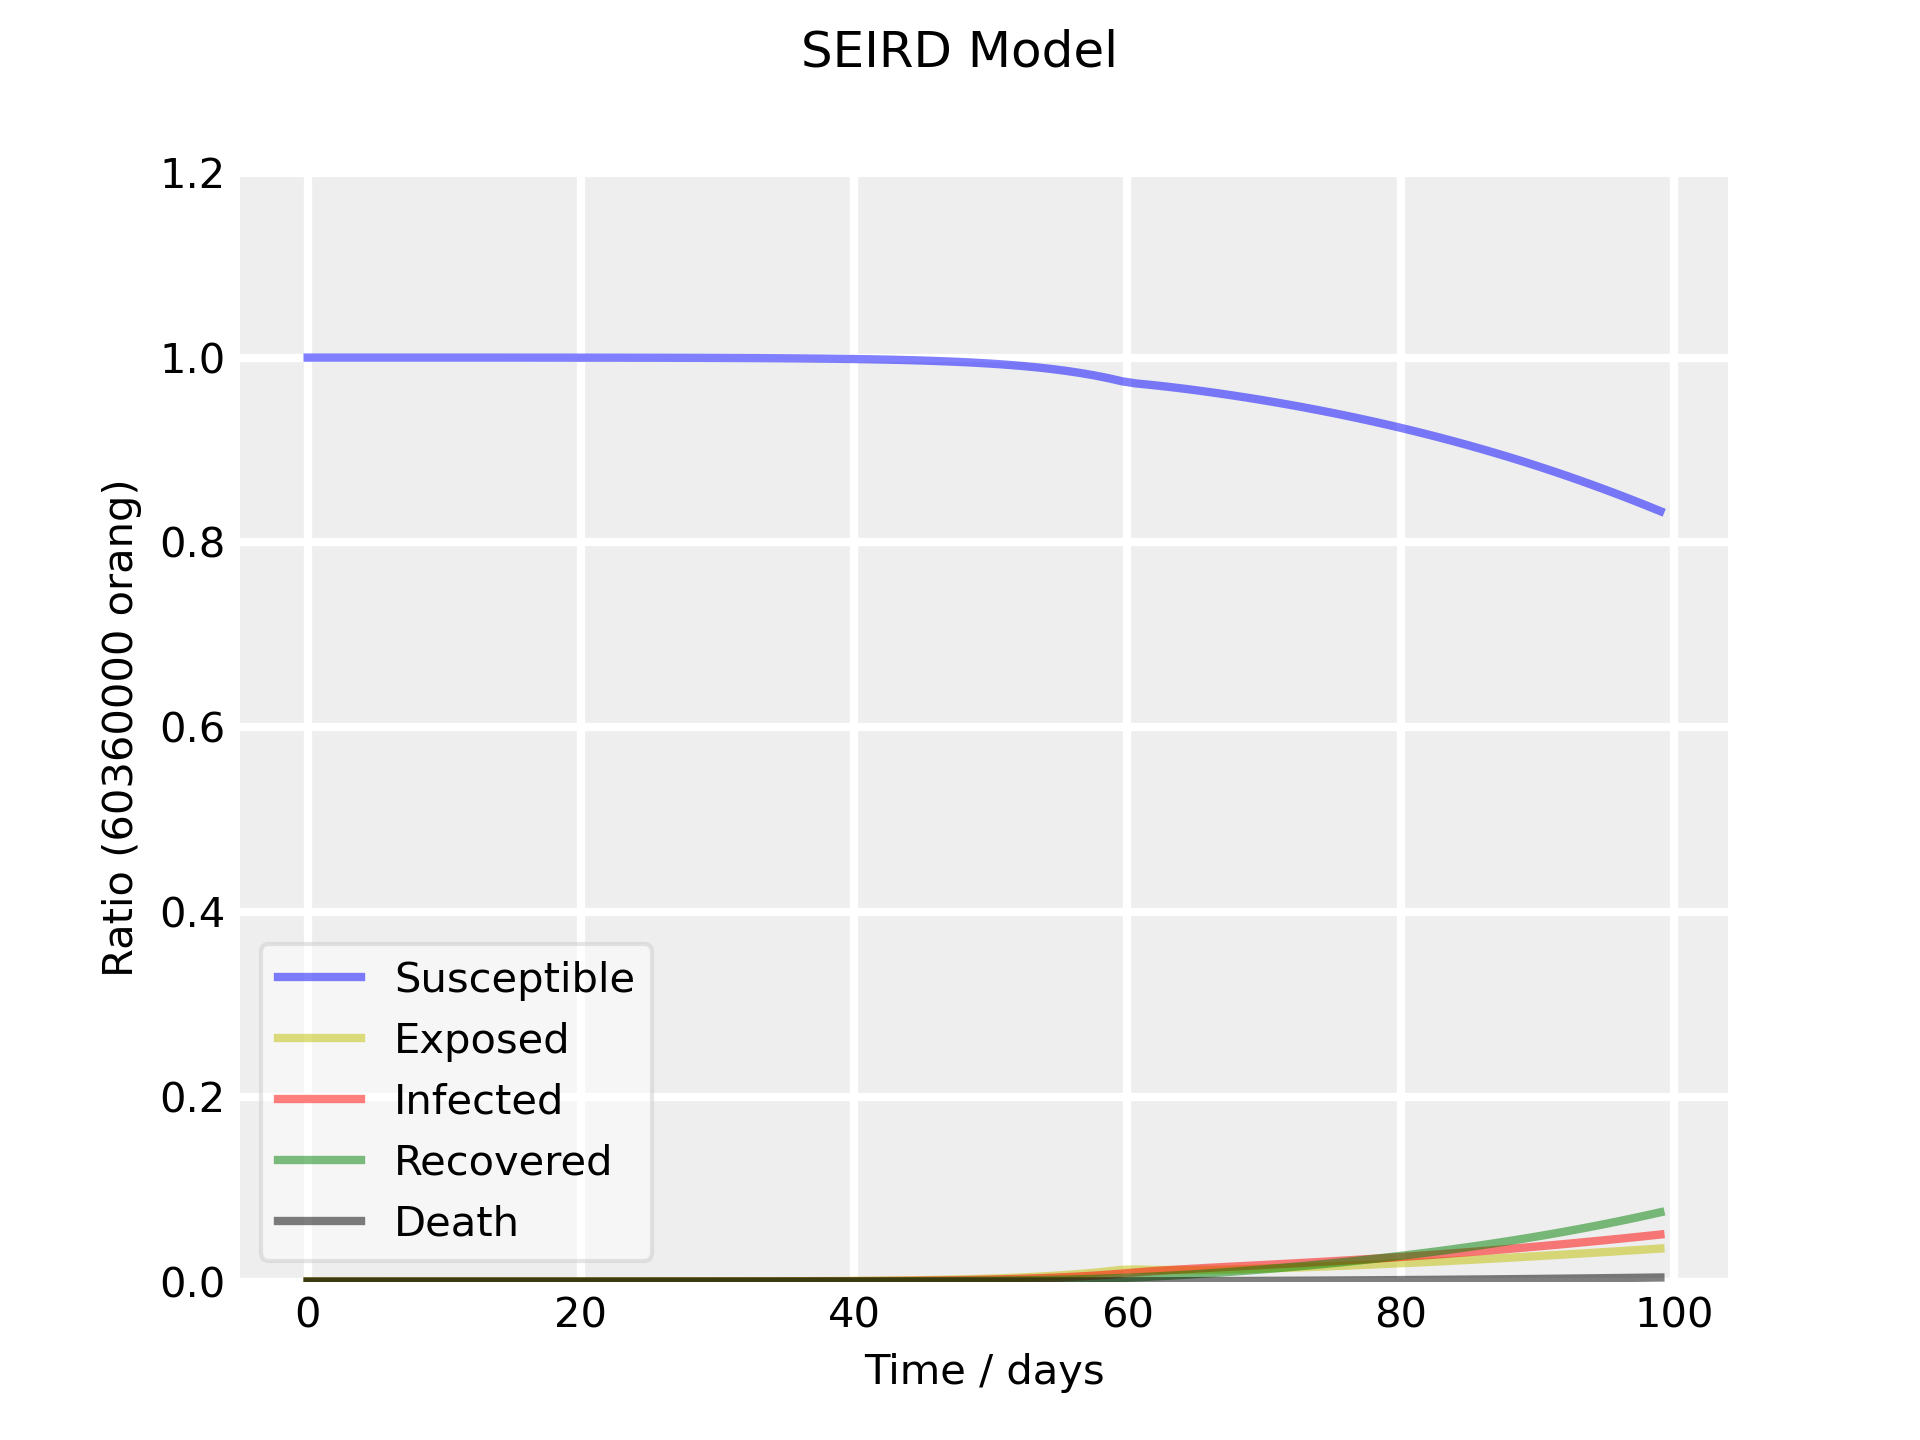 SEIRD Model
1.2
1.0
0.8
0.6
0.4
0.2
0.0
Ratio (60360000 orang)
Susceptible
Exposed
Infected
Recovered
Death
0 20 40 60 80 100
Time / days